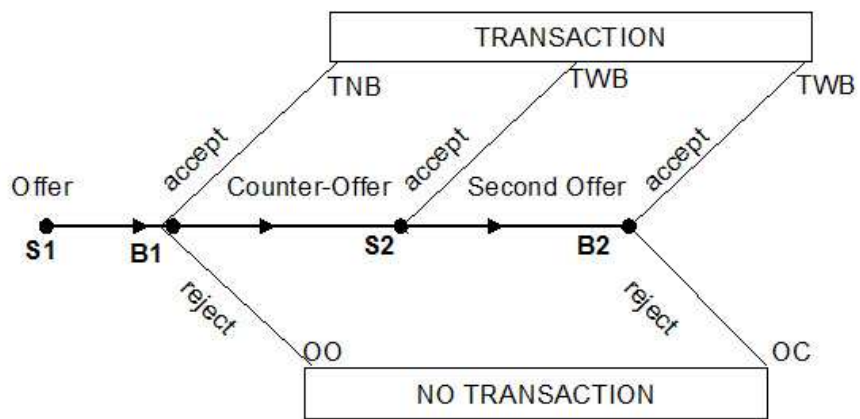 TRANSACTION
TNB
TWB
TWB
accept
accept
accept
Offer
Counter-Offer
Second Offer
S1
B1
S2
B2
reject
reject
OO
OC
NO TRANSACTION